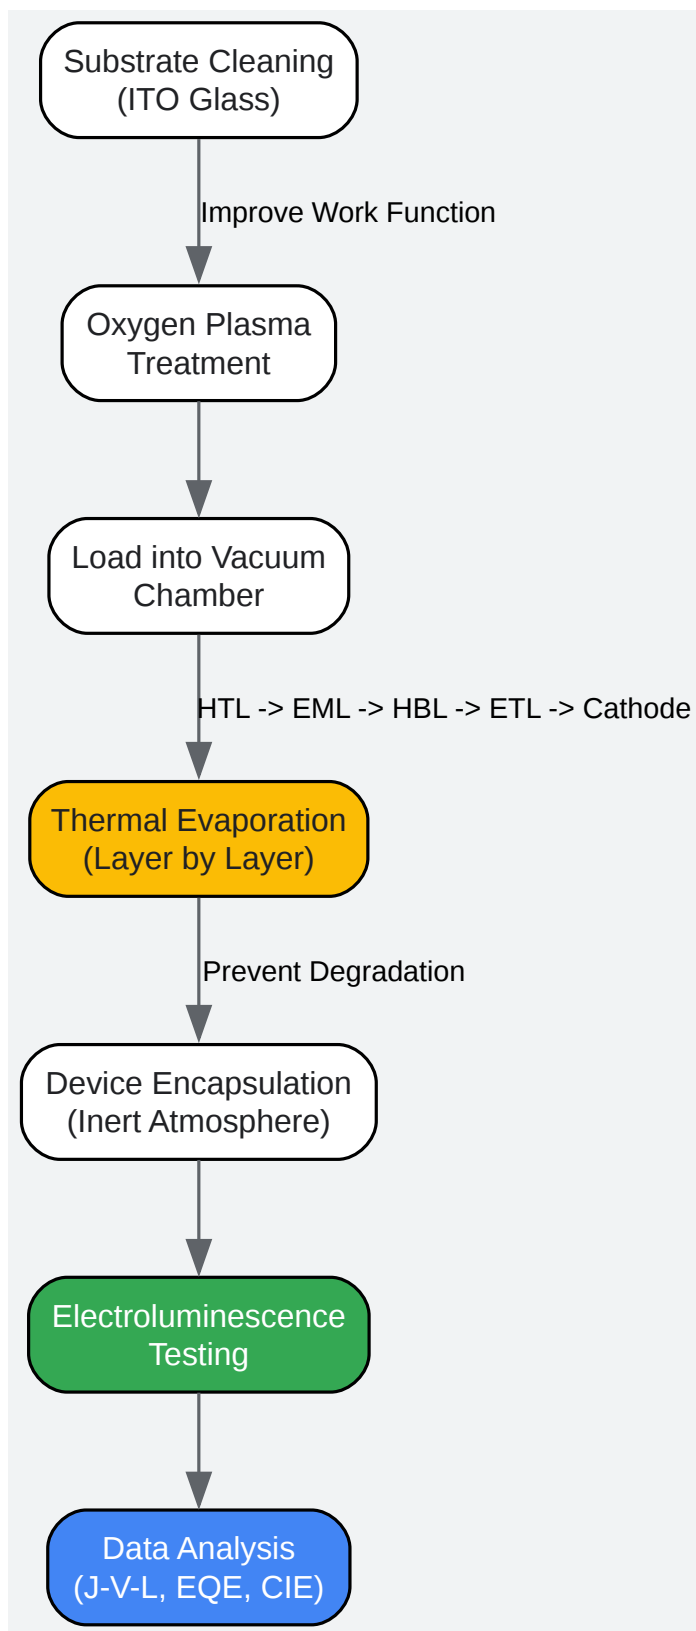 Substrate Cleaning
(ITO Glass)
Improve Work Function
Oxygen Plasma
Treatment
Load into Vacuum
Chamber
HTL -> EML -> HBL -> ETL -> Cathode
Thermal Evaporation
(Layer by Layer)
Prevent Degradation
Device Encapsulation
(Inert Atmosphere)
Electroluminescence
Testing
Data Analysis
(J-V-L, EQE, CIE)